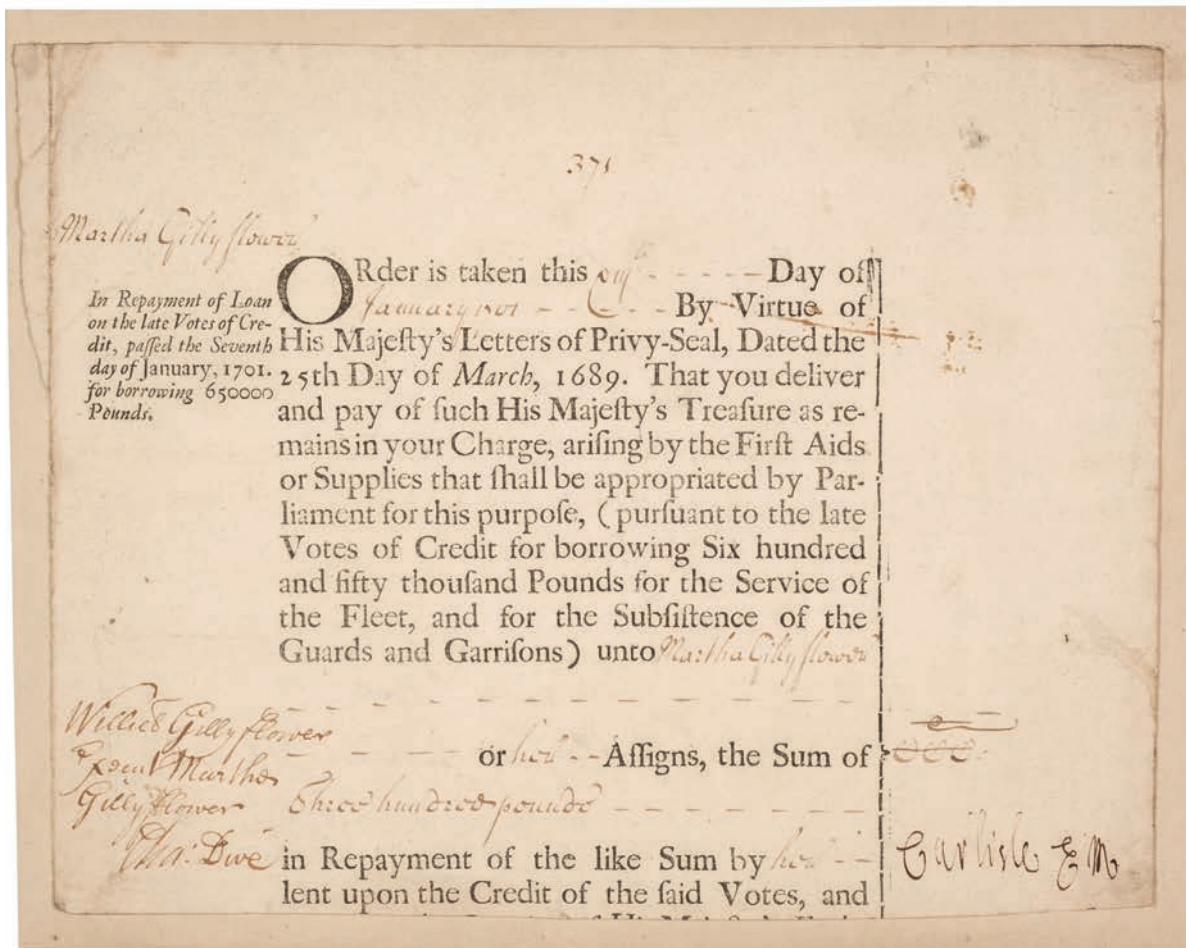 371
Martha Gillyflower
In Repayment of Loan
on the late Votes of Cre-
dit, paſſed the Seventh
day of January, 1701.
for borrowing 650000
Pounds.
ORder is taken this Day of
January 1701 By Virtue of
His Majeſty's Letters of Privy-Seal, Dated the
25th Day of March, 1689. That you deliver
and pay of ſuch His Majeſty's Treaſure as re-
mains in your Charge, ariſing by the Firſt Aids
or Supplies that ſhall be appropriated by Par-
liament for this purpoſe, (purſuant to the late
Votes of Credit for borrowing Six hundred
and fifty thouſand Pounds for the Service of
the Fleet, and for the Subſiſtence of the
Guards and Garriſons) unto Martha Gillyflower
Gillyflower
or her -- Aſſigns, the Sum of
Martha
Gillyflower
Three hundred pounds
Cha: Dive
in Repayment of the like Sum by her --
lent upon the Credit of the ſaid Votes, and
Carlisle E M